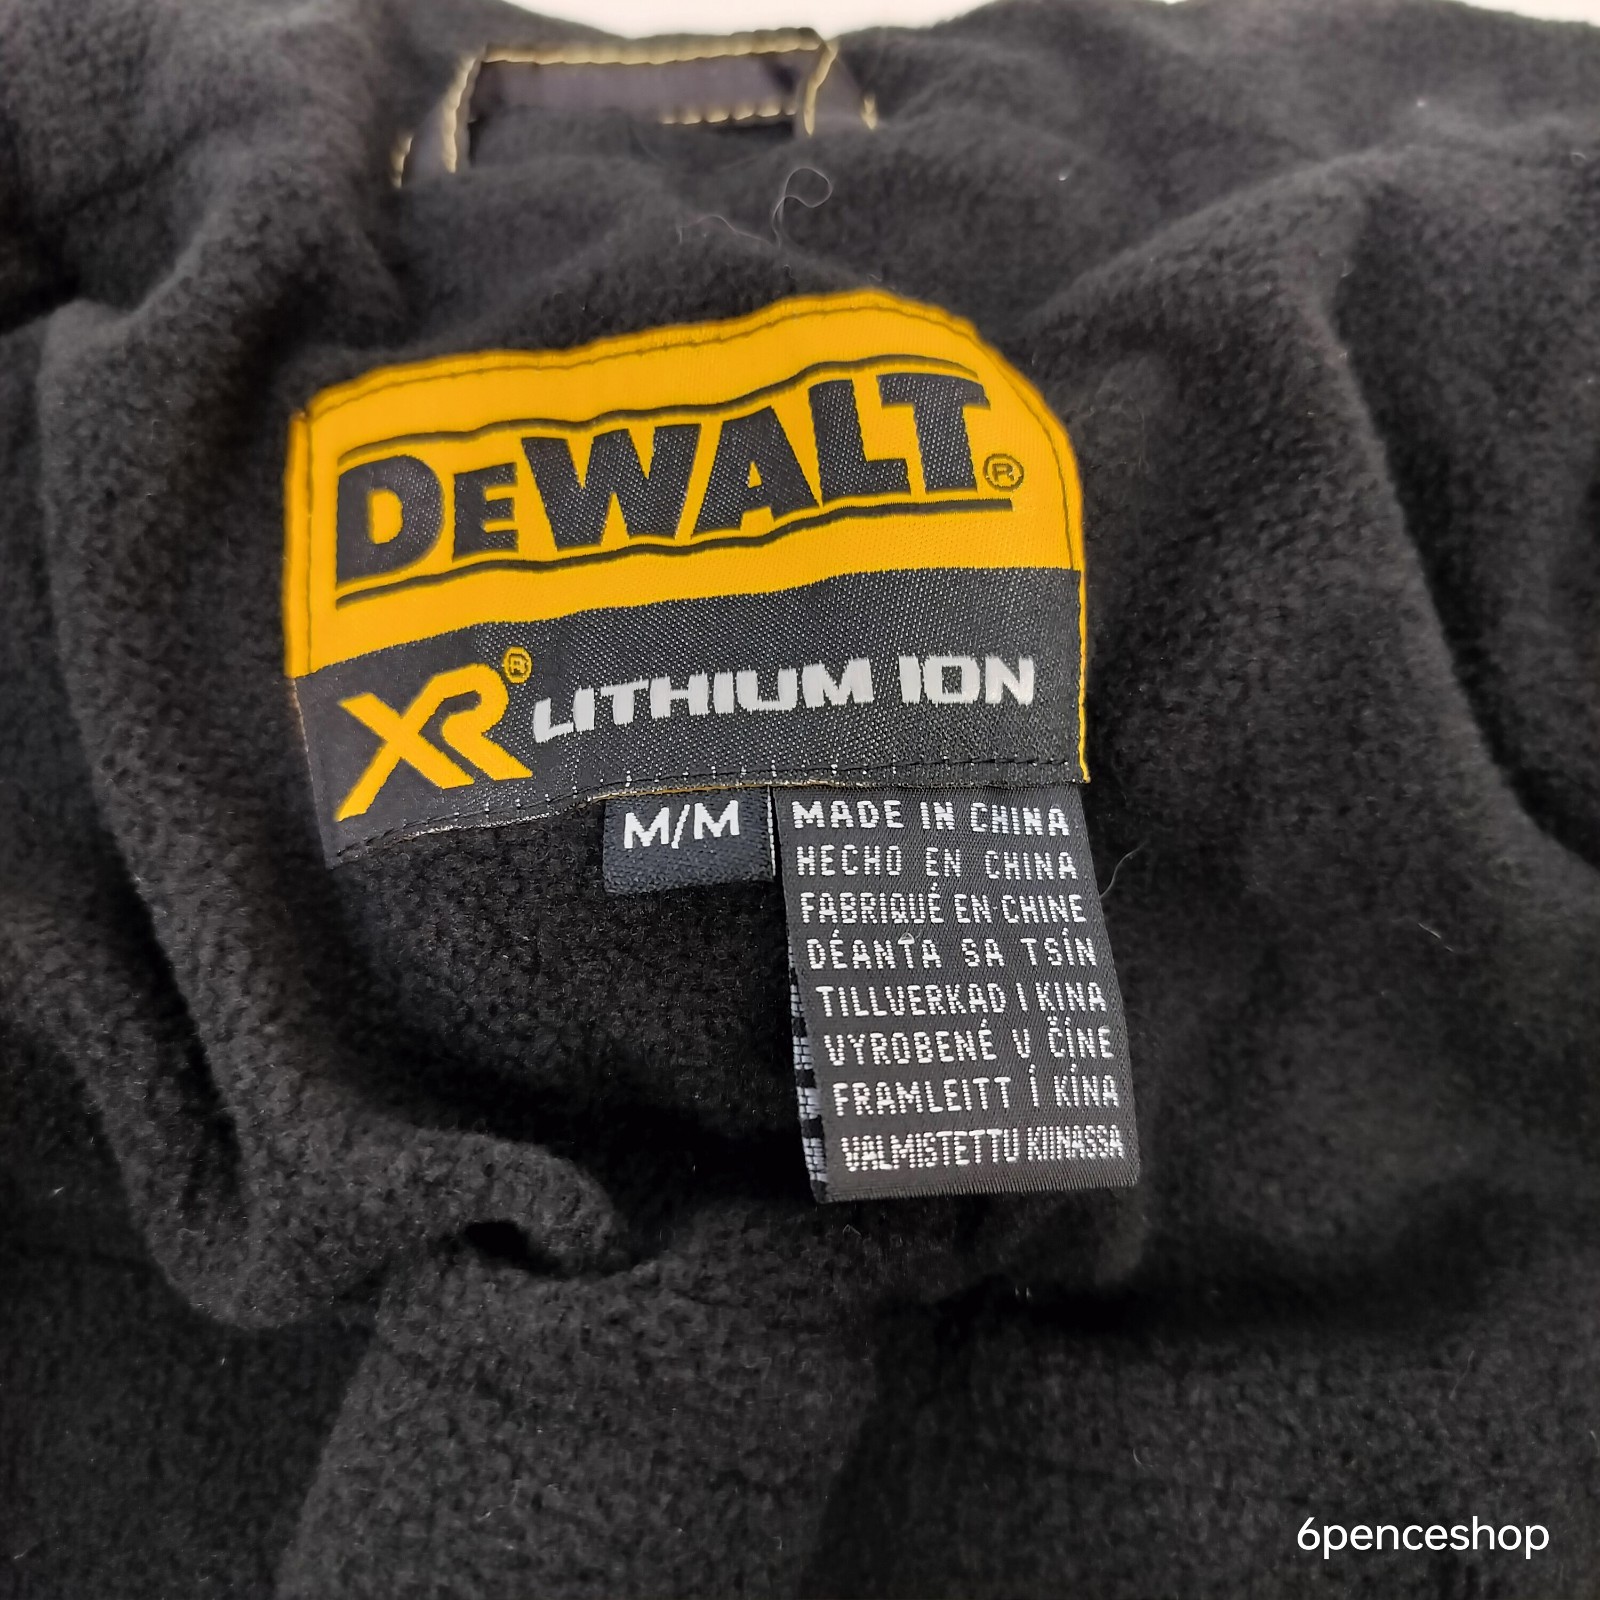 DEWALT®
XR® LITHIUM ION
M/M
MADE IN CHINA
HECHO EN CHINA
FABRIQUÉ EN CHINE
DÉANTA SA TSÍN
TILLVERKAD I KINA
VYROBENÉ V ČÍNE
FRAMLEITT Í KÍNA
VALMISTETTU KIINASSA
6penceshop